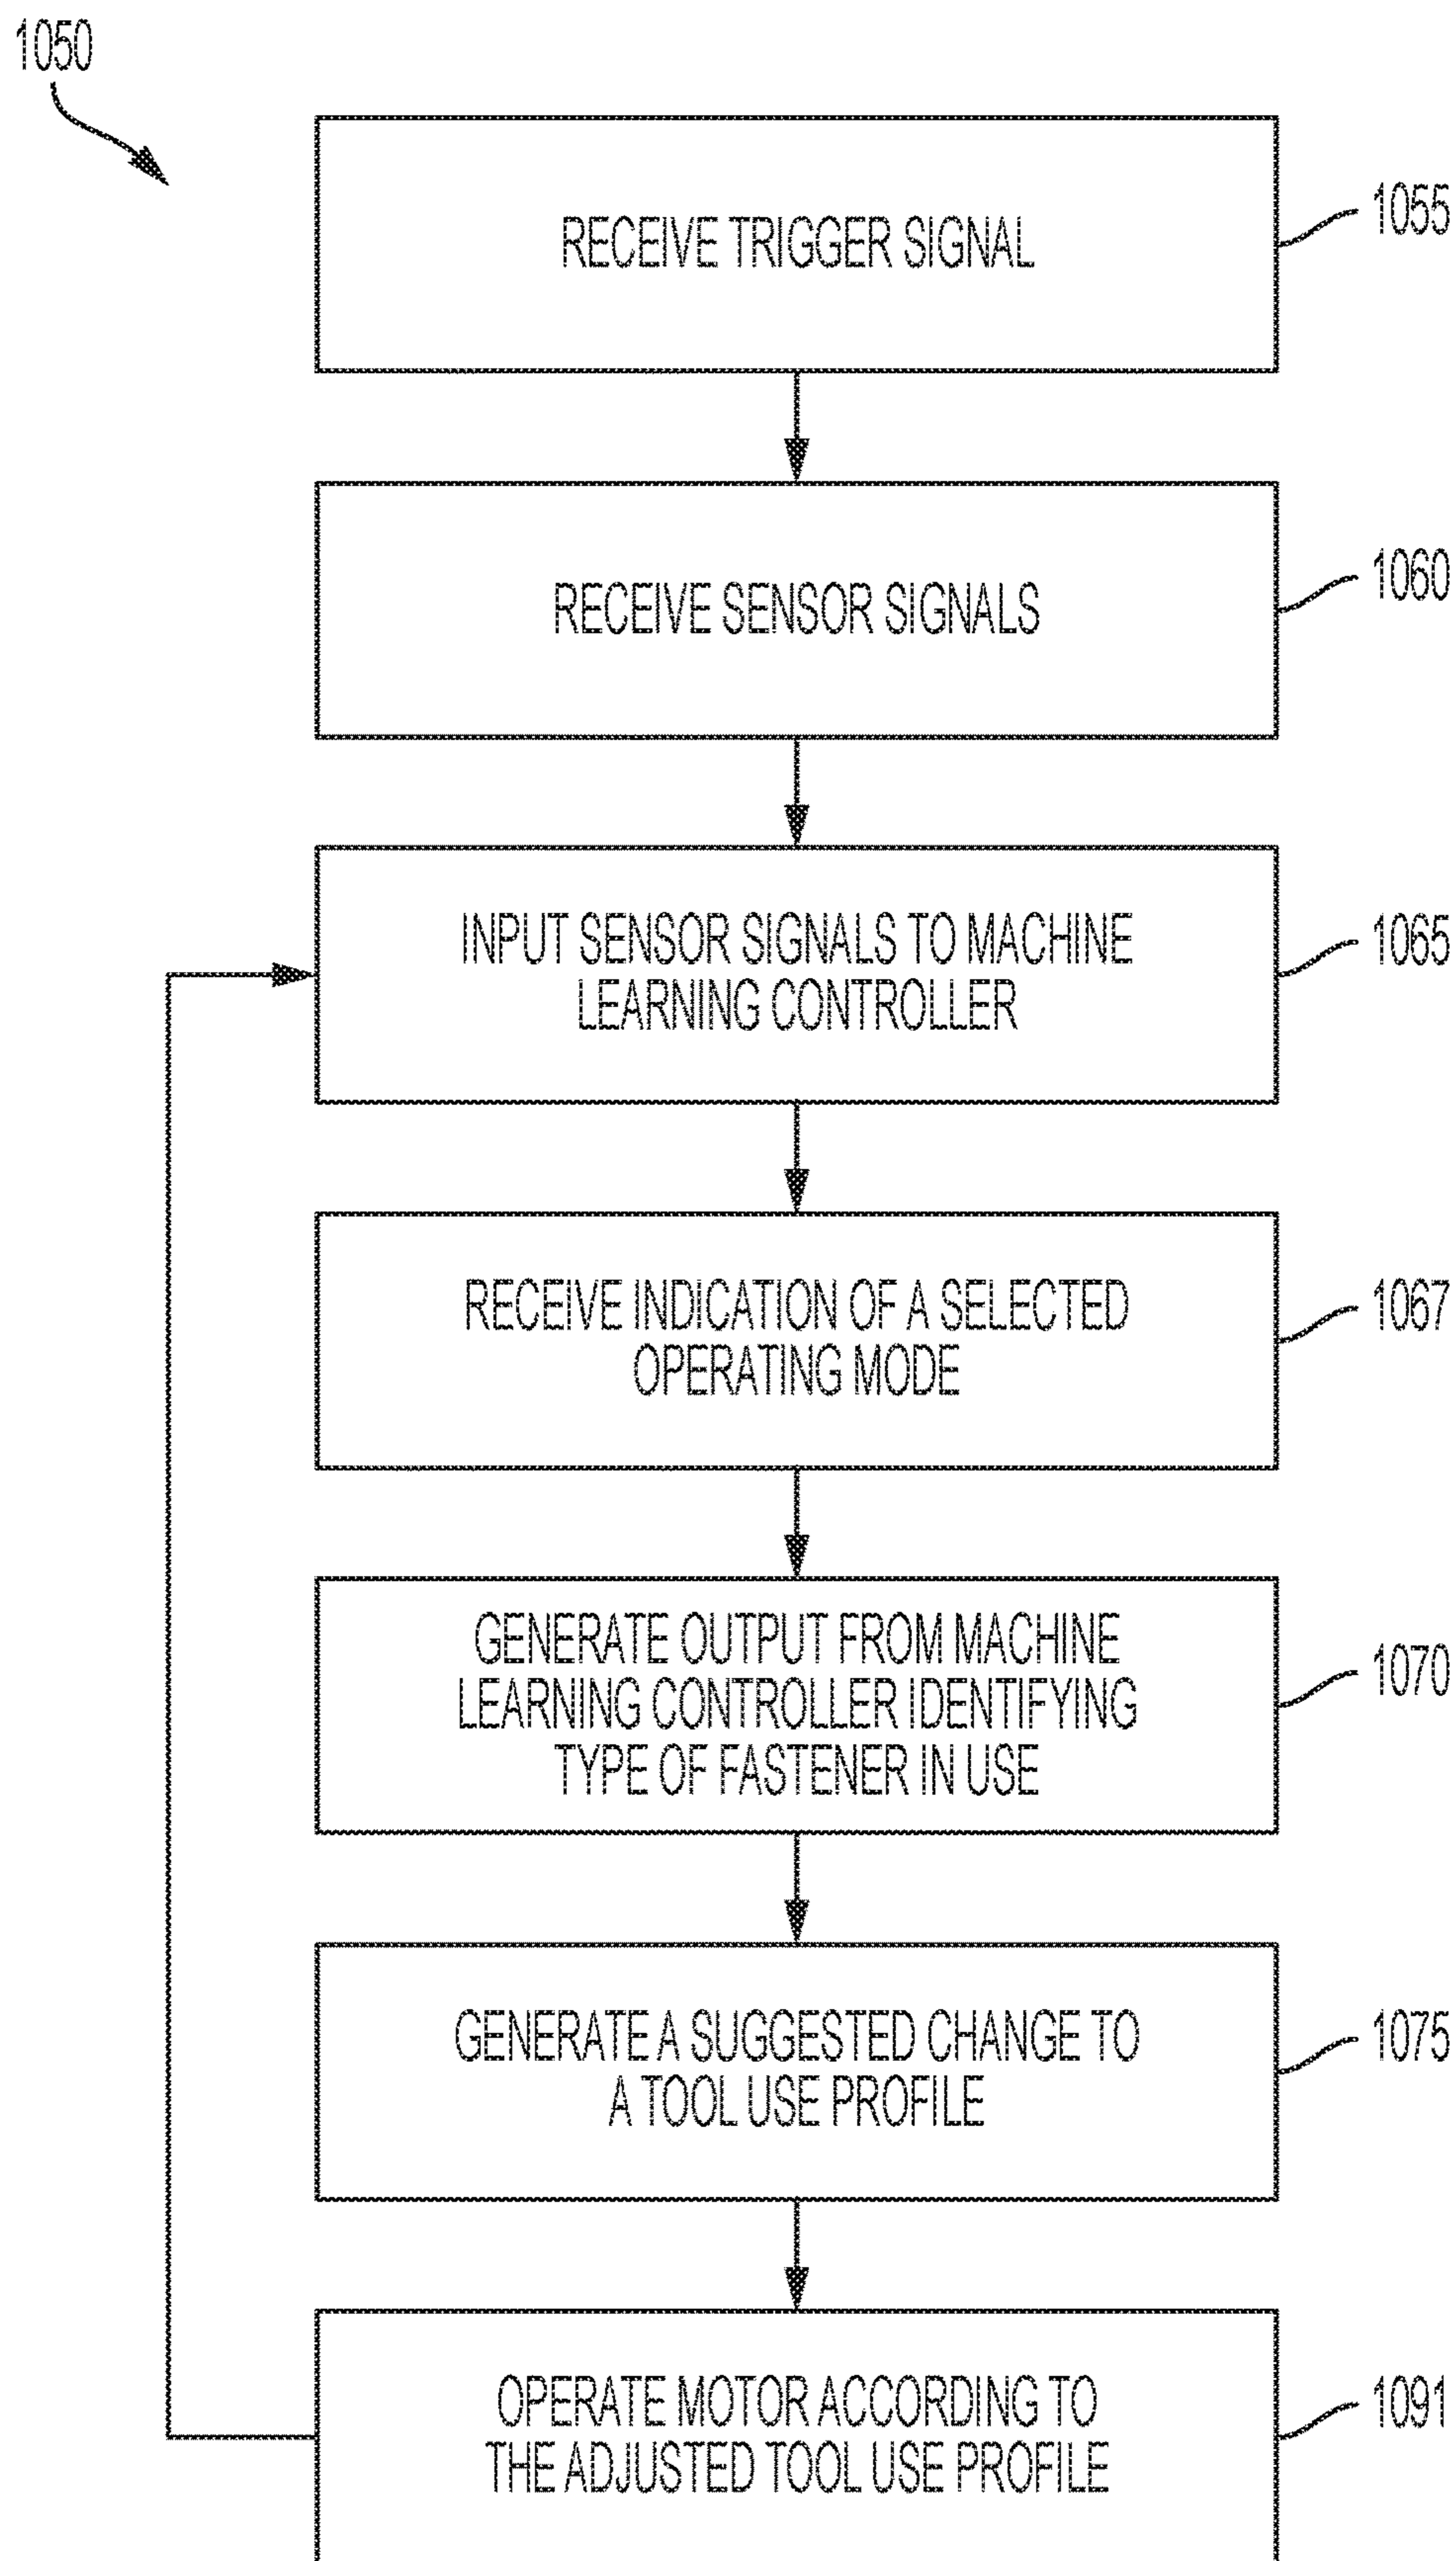 1050
RECEIVE TRIGGER SIGNAL
1055
RECEIVE SENSOR SIGNALS
1060
INPUT SENSOR SIGNALS TO MACHINE
LEARNING CONTROLLER
1065
RECEIVE INDICATION OF A SELECTED
OPERATING MODE
1067
GENERATE OUTPUT FROM MACHINE
LEARNING CONTROLLER IDENTIFYING
TYPE OF FASTENER IN USE
1070
GENERATE A SUGGESTED CHANGE TO
A TOOL USE PROFILE
1075
OPERATE MOTOR ACCORDING TO
THE ADJUSTED TOOL USE PROFILE
1091